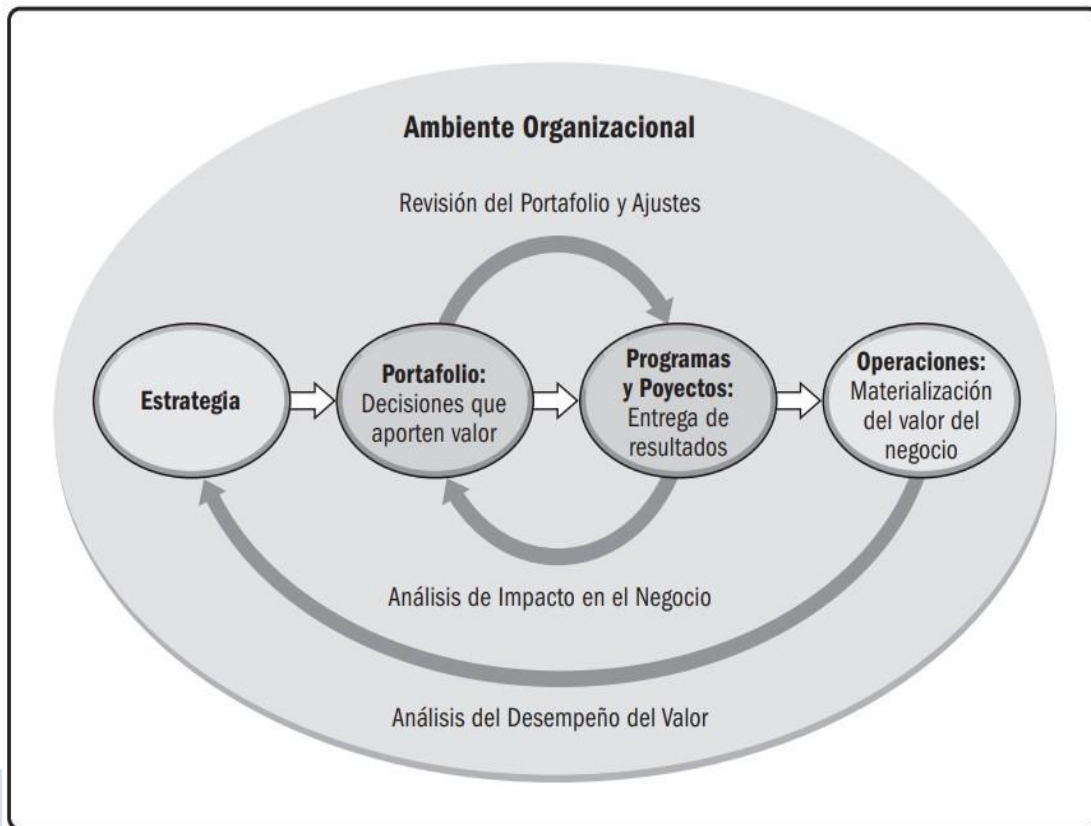 Ambiente Organizacional
Revisión del Portafolio y Ajustes
Estrategia
Portafolio:
Decisiones que
aporten valor
Programas
y Poyectos:
Entrega de
resultados
Operaciones:
Materialización
del valor del
negocio
Análisis de Impacto en el Negocio
Análisis del Desempeño del Valor